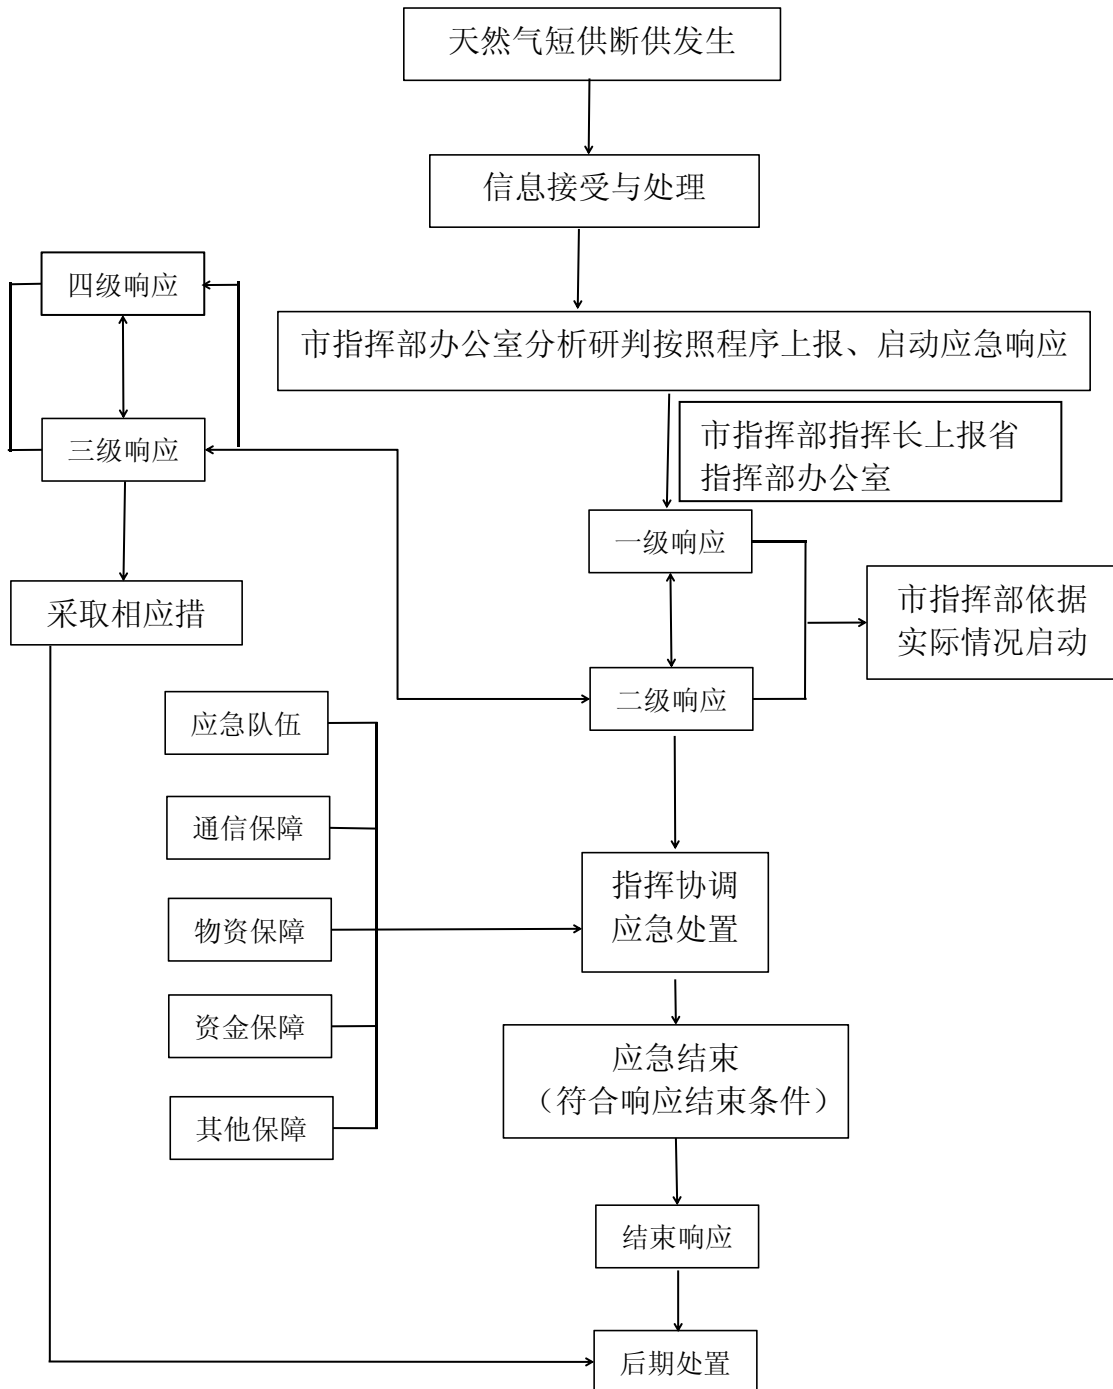 天然气短供断供发生
信息接受与处理
四级响应
市指挥部办公室分析研判按照程序上报、启动应急响应
三级响应
市指挥部指挥长上报省
指挥部办公室
一级响应
采取相应措
市指挥部依据
实际情况启动
二级响应
应急队伍
通信保障
指挥协调
应急处置
物资保障
资金保障
应急结束
（符合响应结束条件）
其他保障
结束响应
后期处置